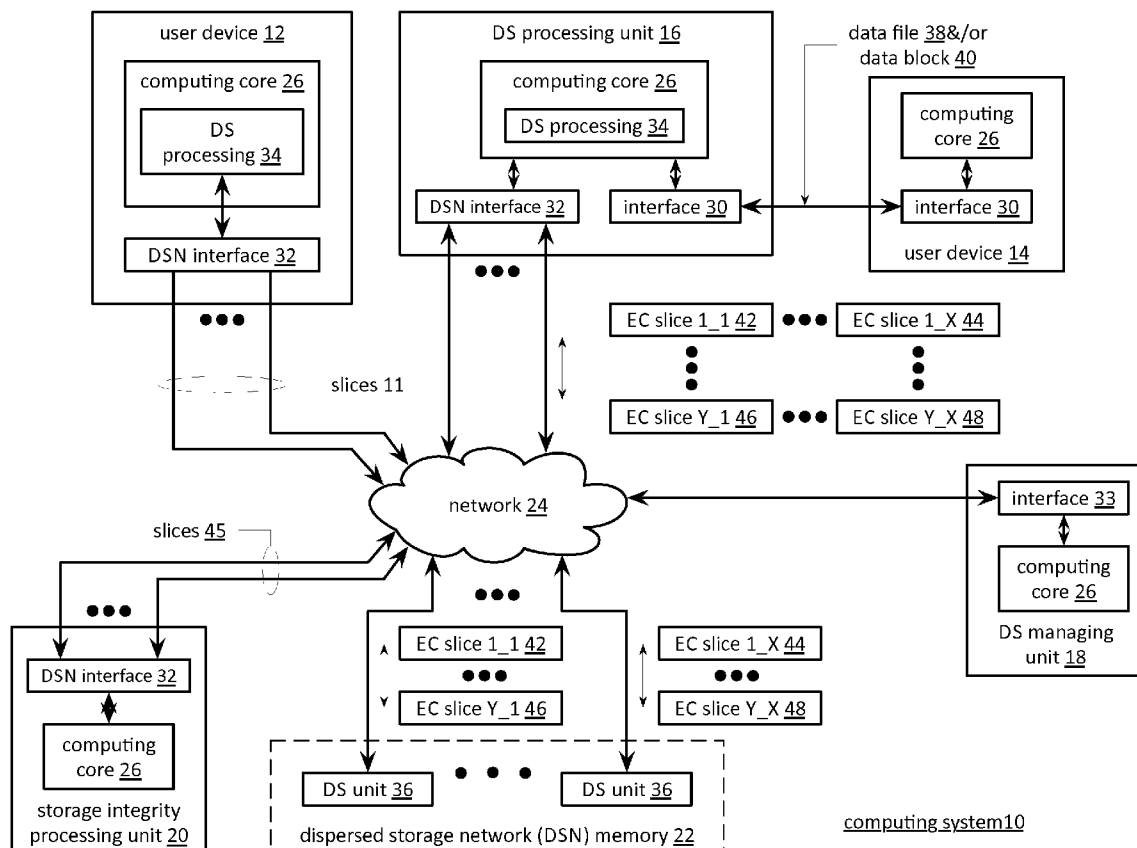 user device 12
computing core 26
DS
processing 34
DSN interface 32
DS processing unit 16
computing core 26
DS processing 34
DSN interface 32
interface 30
data file 38&/or
data block 40
computing
core 26
interface 30
user device 14
EC slice 1_1 42
EC slice 1_X 44
EC slice Y_1 46
EC slice Y_X 48
slices 11
network 24
interface 33
computing
core 26
DS managing
unit 18
slices 45
DSN interface 32
computing
core 26
storage integrity
processing unit 20
EC slice 1_1 42
EC slice 1_X 44
EC slice Y_1 46
EC slice Y_X 48
DS unit 36
DS unit 36
dispersed storage network (DSN) memory 22
computing system10